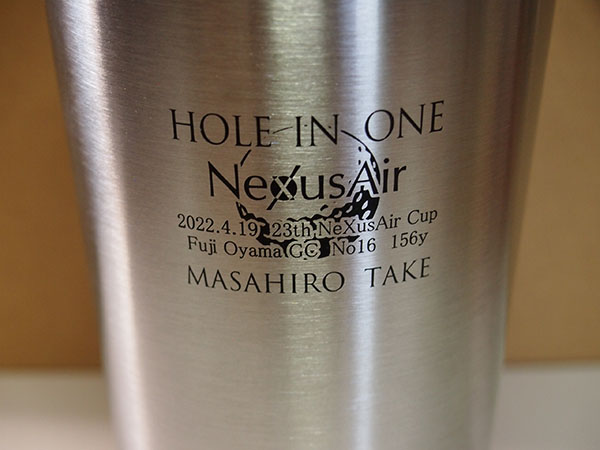 HOLE IN ONE
NeXusAir
2022.4.19 23th NeXusAir Cup
Fuji Oyama GC No16 156y
MASAHIRO TAKE